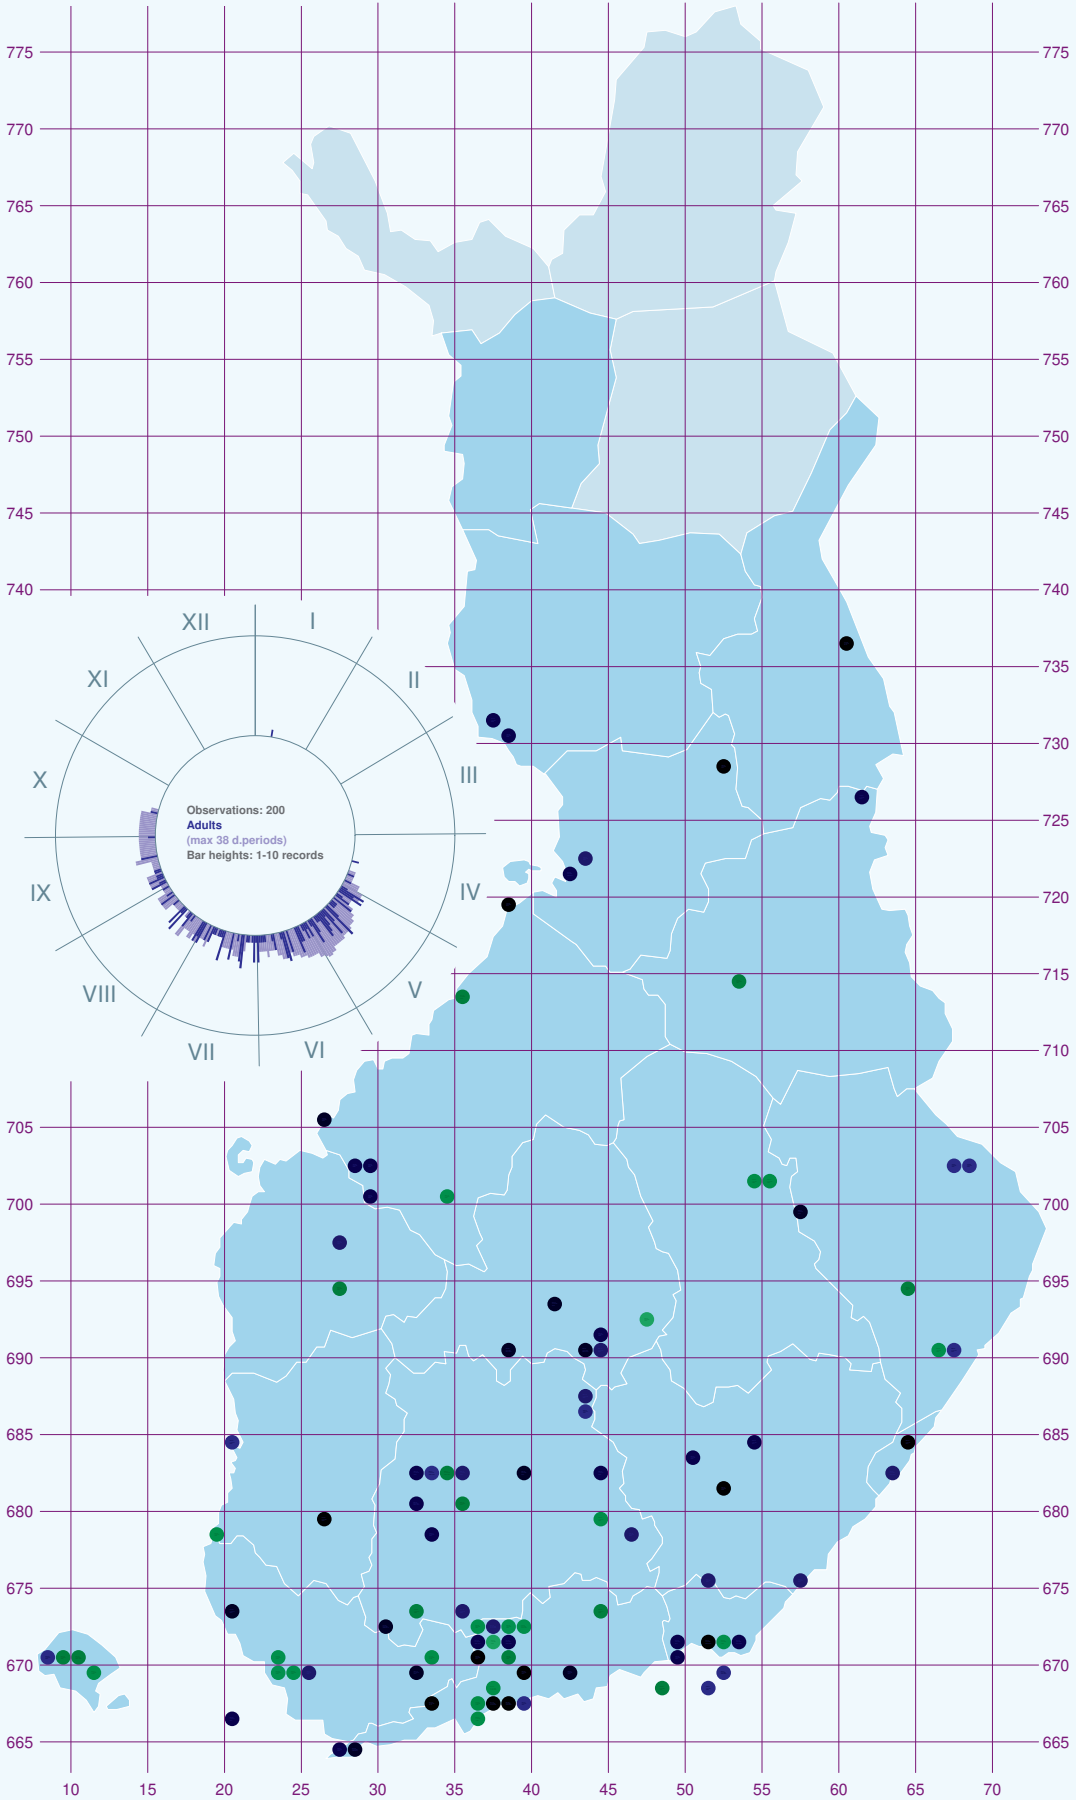 775 775
770 770
765 765
760 760
755 755
750 750
745 745
740 740
XII I
XI II
735 735
730 730
X III
Observations: 200
Adults
(max 38 d.periods)
Bar heights: 1-10 records
725 725
IX IV
720 720
715 715
VIII V
VII VI
710 710
705 705
700 700
695 695
690 690
685 685
680 680
675 675
670 670
665 665
10 15 20 25 30 35 40 45 50 55 60 65 70